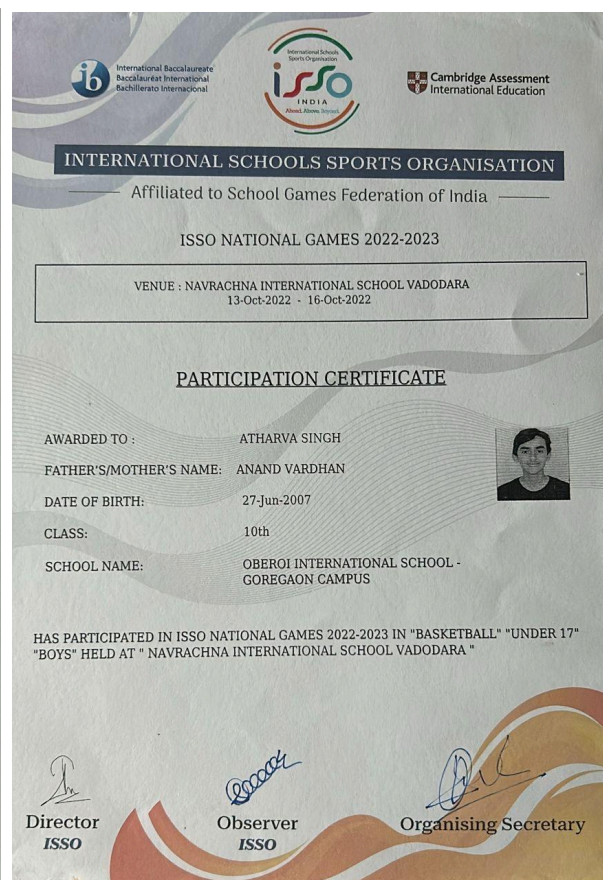 International Baccalaureate
Baccalauréat International
Bachillerato Internacional
International Schools
Sports Organisation
isso
INDIA
Ahead. Above. Beyond.
Cambridge Assessment
International Education
INTERNATIONAL SCHOOLS SPORTS ORGANISATION
Affiliated to School Games Federation of India
ISSO NATIONAL GAMES 2022-2023
VENUE : NAVRACHNA INTERNATIONAL SCHOOL VADODARA
13-Oct-2022 - 16-Oct-2022
PARTICIPATION CERTIFICATE
AWARDED TO : ATHARVA SINGH
FATHER'S/MOTHER'S NAME: ANAND VARDHAN
DATE OF BIRTH: 27-Jun-2007
CLASS: 10th
SCHOOL NAME: OBEROI INTERNATIONAL SCHOOL -
GOREGAON CAMPUS
HAS PARTICIPATED IN ISSO NATIONAL GAMES 2022-2023 IN "BASKETBALL" "UNDER 17"
"BOYS" HELD AT " NAVRACHNA INTERNATIONAL SCHOOL VADODARA "
Director Observer Organising Secretary
ISSO ISSO